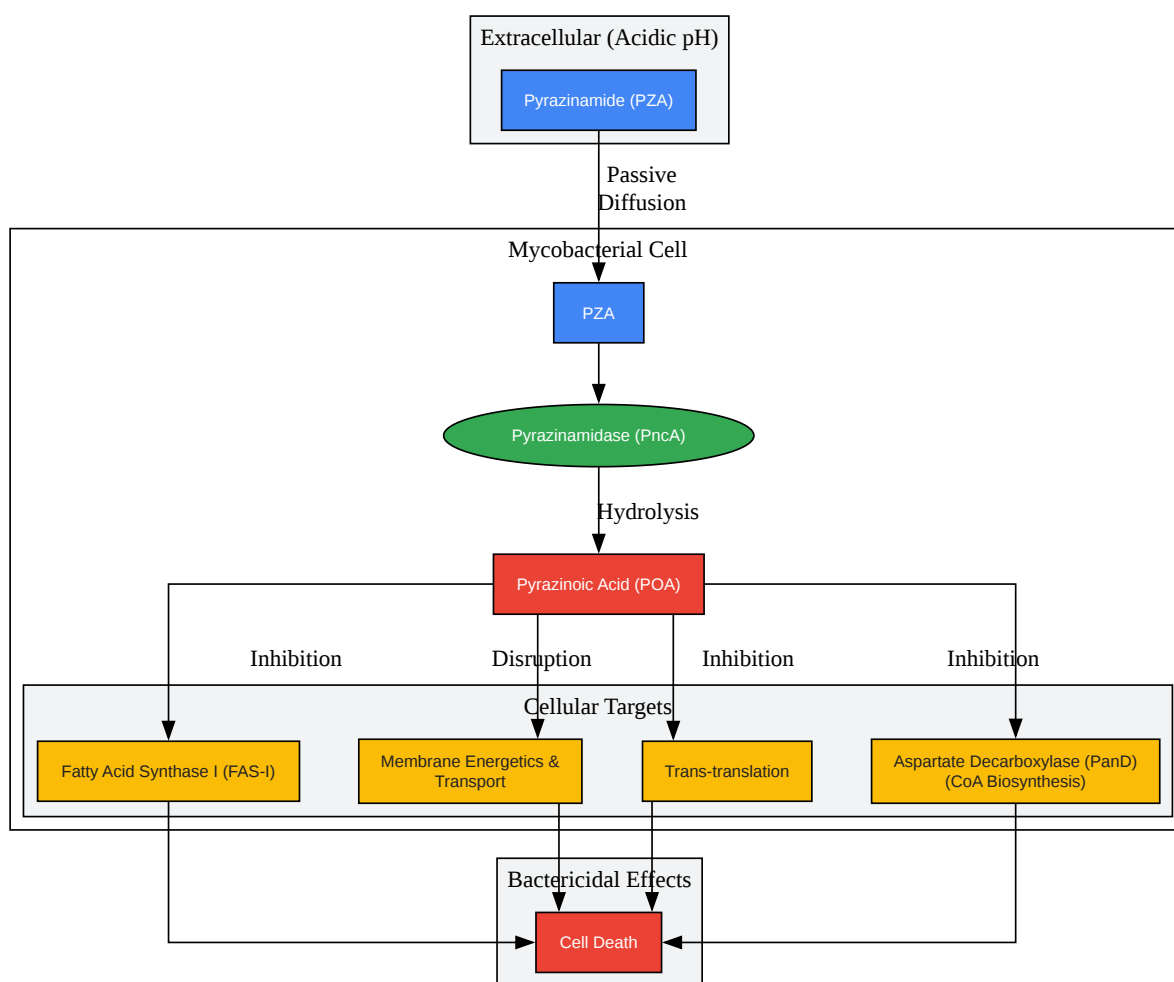 Extracellular (Acidic pH)
Pyrazinamide (PZA)
Passive
Diffusion
Mycobacterial Cell
PZA
Pyrazinamidase (PncA)
Hydrolysis
Pyrazinoic Acid (POA)
Inhibition
Disruption
Inhibition
Inhibition
Cellular Targets
Fatty Acid Synthase I (FAS-I)
Membrane Energetics &
Transport
Trans-translation
Aspartate Decarboxylase (PanD)
(CoA Biosynthesis)
Bactericidal Effects
Cell Death